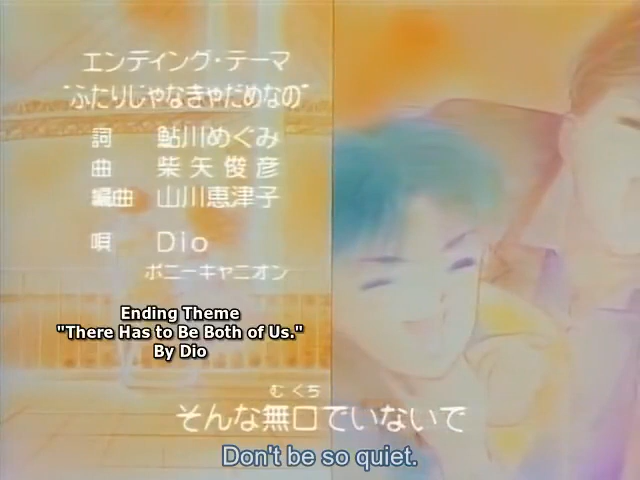 エンディング・テーマ
"ふたりじゃなきゃだめなの"
詞 鮎川めぐみ
曲 柴矢俊彦
編曲 山川恵津子
唄 Dio
ポニーキャニオン
Ending Theme
"There Has to Be Both of Us."
By Dio
むくち
そんな無口でいないで
Don't be so quiet.